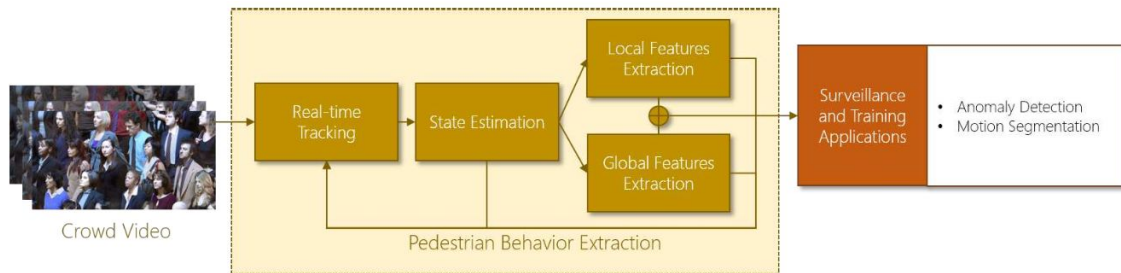 Crowd Video
Real-time
Tracking
State Estimation
Local Features
Extraction
Global Features
Extraction
Pedestrian Behavior Extraction
Surveillance
and Training
Applications
• Anomaly Detection
• Motion Segmentation